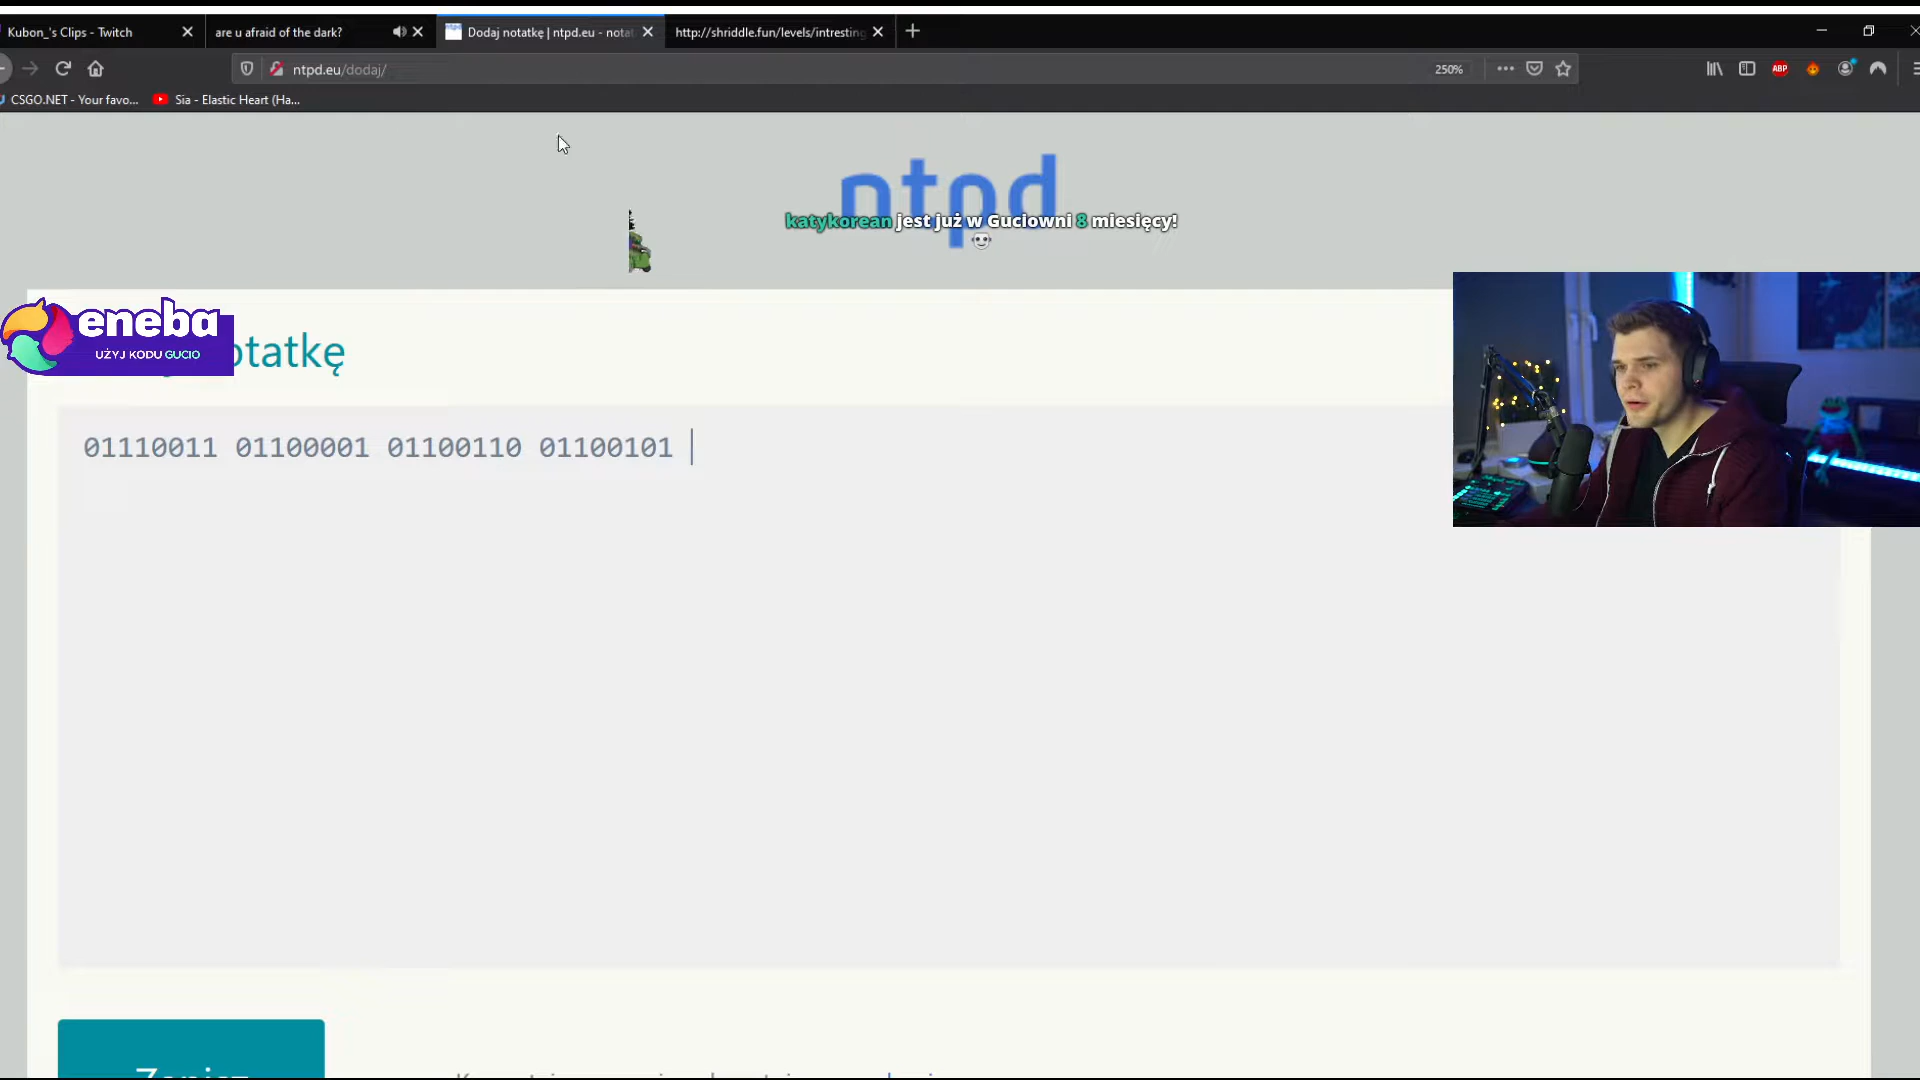 Kubon_'s Clips - Twitch
are u afraid of the dark?
Dodaj notatkę | ntpd.eu - notat
http://shriddle.fun/levels/intresting
ntpd.eu/dodaj/
250%
ABP
CSGO.NET - Your favo...
Sia - Elastic Heart (Ha...
ntpd
katykorean jest już w Guciowni 8 miesięcy!
eneba
UŻYJ KODU GUCIO
otatkę
01110011 01100001 01100110 01100101